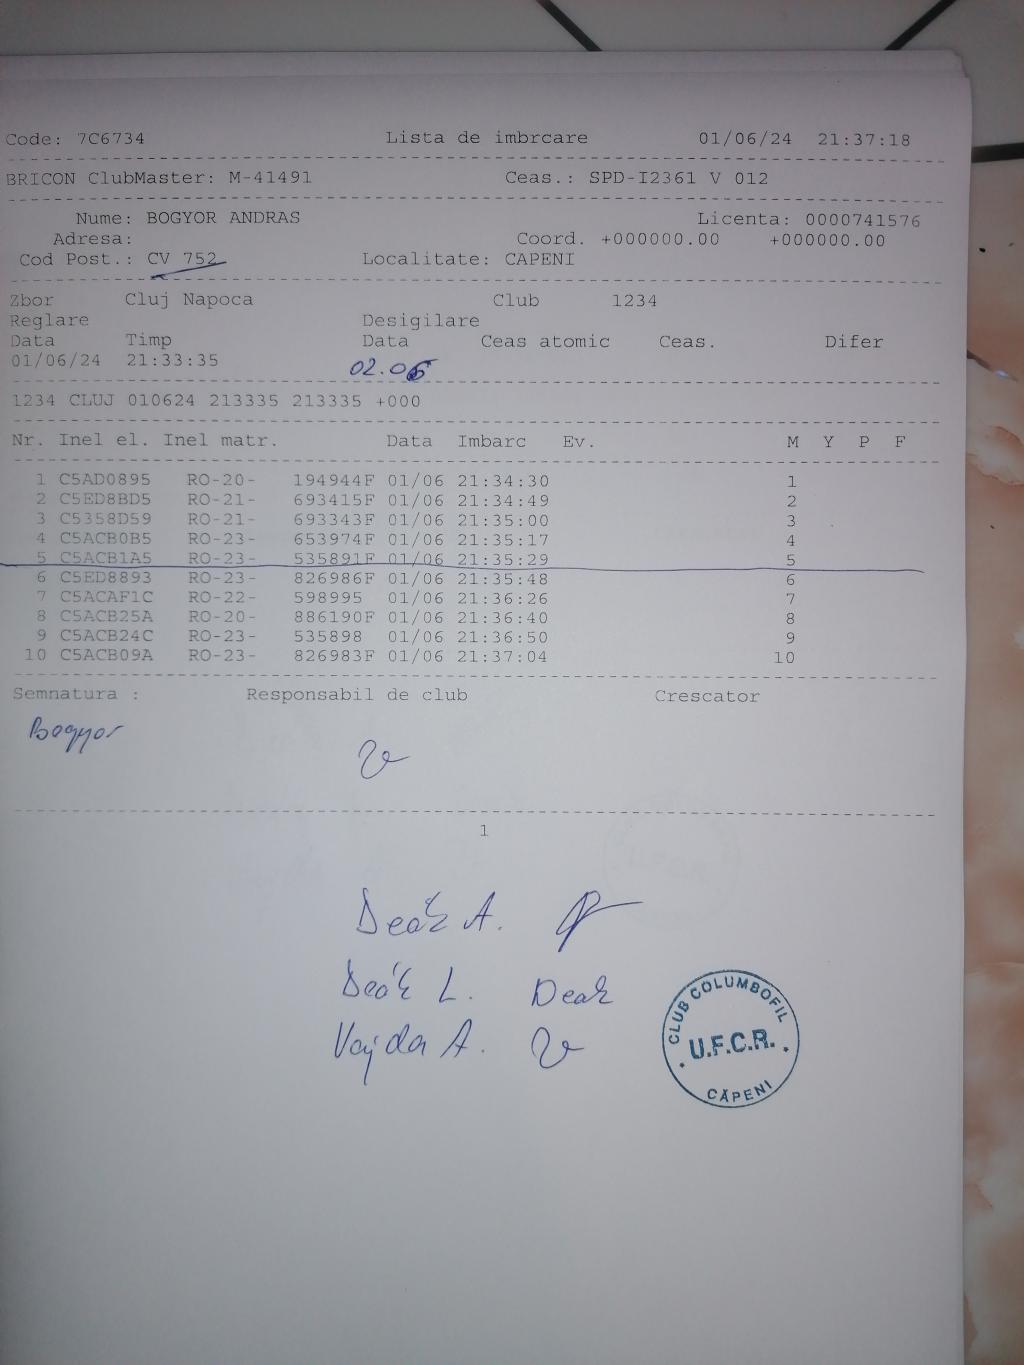 Code: 7C6734 Lista de imbrcare 01/06/24 21:37:18
BRICON ClubMaster: M-41491 Ceas.: SPD-I2361 V 012
Nume: BOGYOR ANDRAS Licenta: 0000741576
Adresa: Coord. +000000.00 +000000.00
Cod Post.: CV 752 Localitate: CAPENI
Zbor Cluj Napoca Club 1234
Reglare Desigilare
Data Timp Data Ceas atomic Ceas. Difer
01/06/24 21:33:35 02.06
1234 CLUJ 010624 213335 213335 +000
Nr. Inel el. Inel matr. Data Imbarc Ev. M Y P F
1 C5AD0895 RO-20- 194944F 01/06 21:34:30 1
2 C5ED8BD5 RO-21- 693415F 01/06 21:34:49 2
3 C5358D59 RO-21- 693343F 01/06 21:35:00 3
4 C5ACB0B5 RO-23- 653974F 01/06 21:35:17 4
5 C5ACB1A5 RO-23- 535891F 01/06 21:35:29 5
6 C5ED8893 RO-23- 826986F 01/06 21:35:48 6
7 C5ACAF1C RO-22- 598995 01/06 21:36:26 7
8 C5ACB25A RO-20- 886190F 01/06 21:36:40 8
9 C5ACB24C RO-23- 535898 01/06 21:36:50 9
10 C5ACB09A RO-23- 826983F 01/06 21:37:04 10
Semnatura : Responsabil de club Crescator
Bogyor
1
Deák A.
Deák L. Deak
Vajda A.
CLUB COLUMBOFIL
U.F.C.R.
CĂPENI